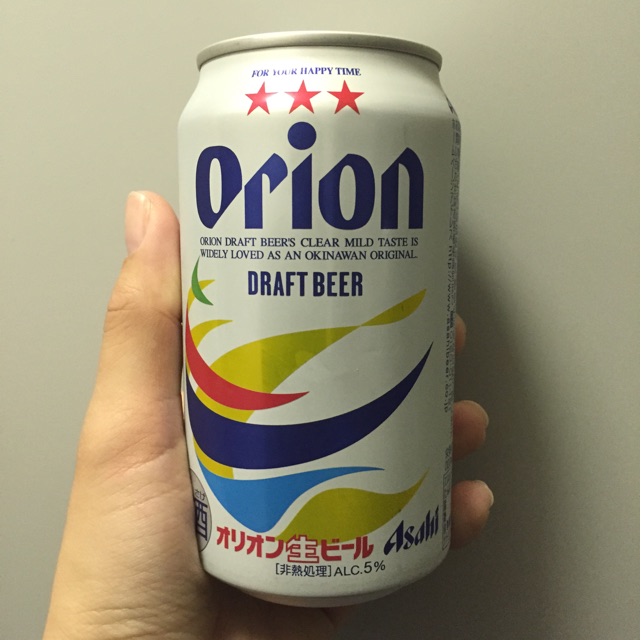 FOR YOUR HAPPY TIME
Orion
ORION DRAFT BEER'S CLEAR MILD TASTE IS
WIDELY LOVED AS AN OKINAWAN ORIGINAL.
DRAFT BEER
酒
オリオン生ビール Asahi
[非熱処理] ALC.5%